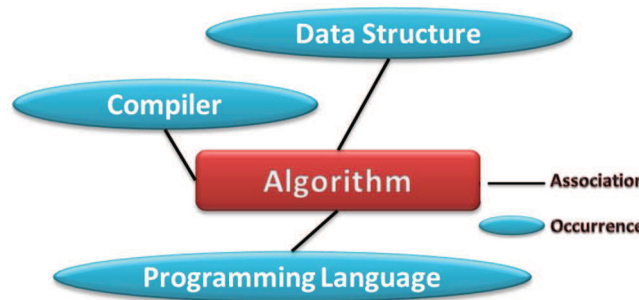 Data Structure
Compiler
Algorithm
Association
Occurrence
Programming Language